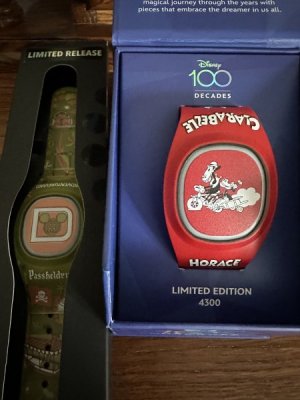 magical journey through the years with
pieces that embrace the dreamer in us all.
LIMITED RELEASE
Disney
100
DECADES
CLARABELLE
HORACE
Passholder
LIMITED EDITION
4300